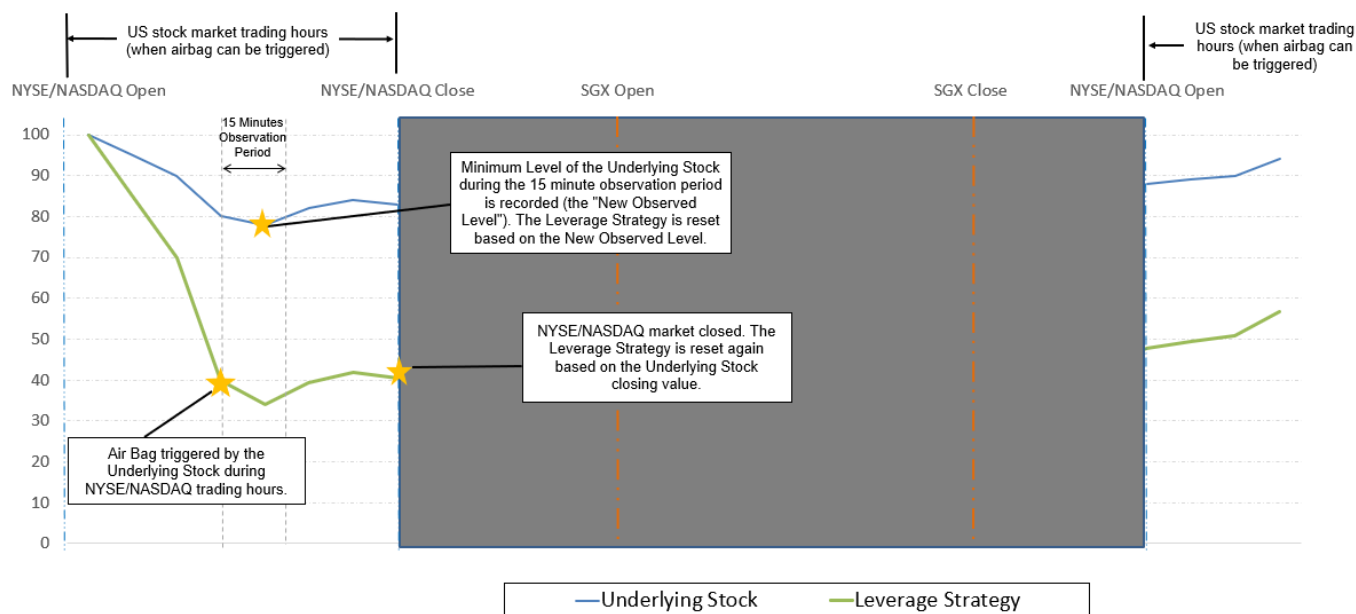 US stock market trading hours
(when airbag can be triggered)
US stock market trading
hours (when airbag can
be triggered)
NYSE/NASDAQ Open
NYSE/NASDAQ Close
SGX Open
SGX Close
NYSE/NASDAQ Open
15 Minutes
Observation
Period
100
90
80
70
60
50
40
30
20
10
0
Minimum Level of the Underlying Stock
during the 15 minute observation period
is recorded (the "New Observed
Level"). The Leverage Strategy is reset
based on the New Observed Level.
NYSE/NASDAQ market closed. The
Leverage Strategy is reset again
based on the Underlying Stock
closing value.
Air Bag triggered by the
Underlying Stock during
NYSE/NASDAQ trading hours.
Underlying Stock
Leverage Strategy